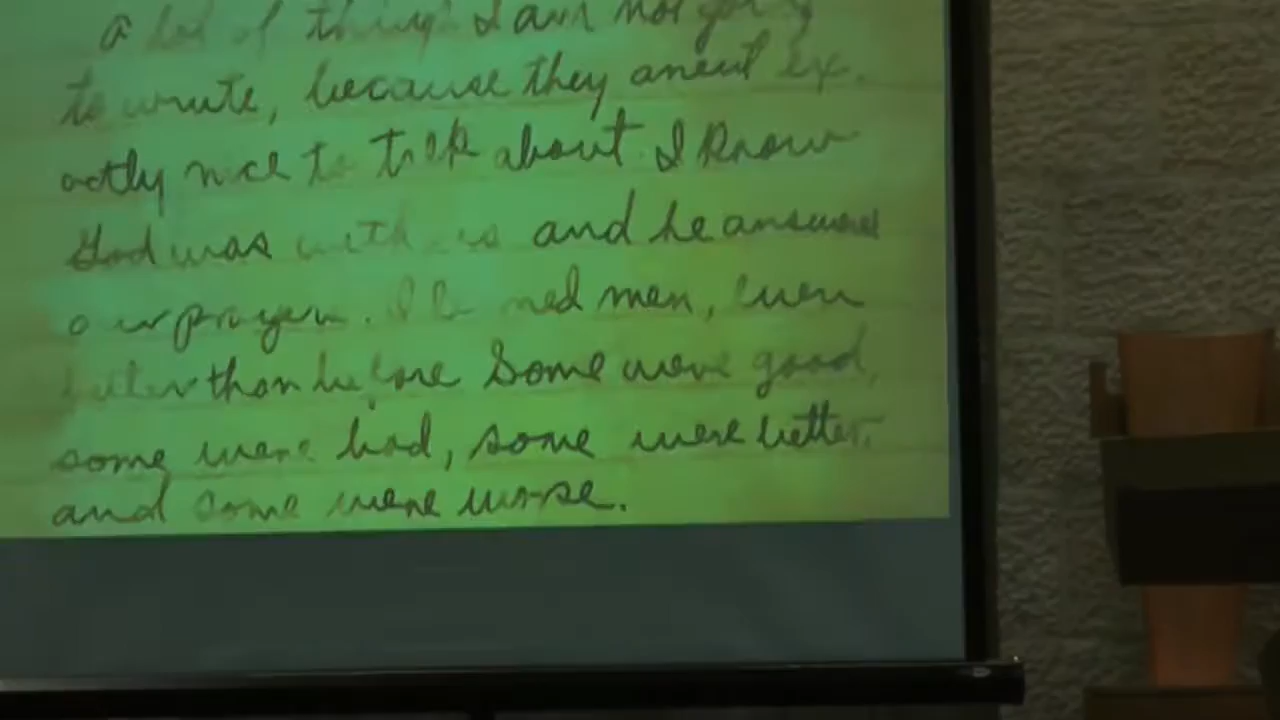 a lot of things I am not going
to write, because they arent ex.
actly nice to talk about. I know
God was with us and he answered
our prayers. I learned men, even
better than before Some were good,
some were bad, some were better,
and some were worse.